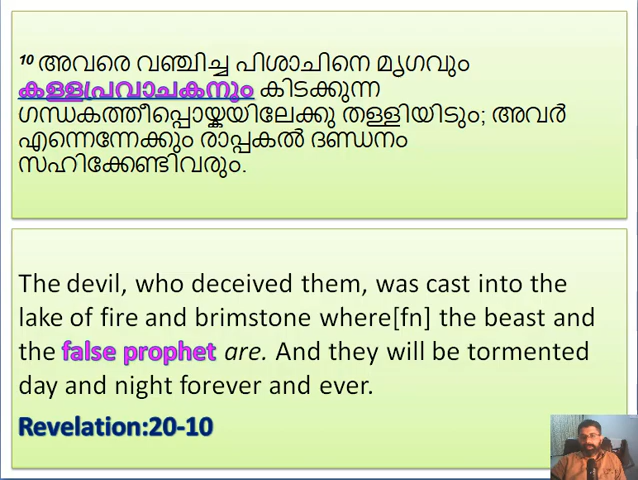 10 അവരെ വഞ്ചിച്ച പിശാചിനെ മൃഗവും
കള്ളപ്രവാചകനും കിടക്കുന്ന
ഗന്ധകത്തീപ്പൊയ്കയിലേക്കു തള്ളിയിടും; അവർ
എന്നെന്നേക്കും രാപ്പകൽ ദണ്ഡനം
സഹിക്കേണ്ടിവരും.
The devil, who deceived them, was cast into the
lake of fire and brimstone where[fn] the beast and
the false prophet are. And they will be tormented
day and night forever and ever.
Revelation:20-10